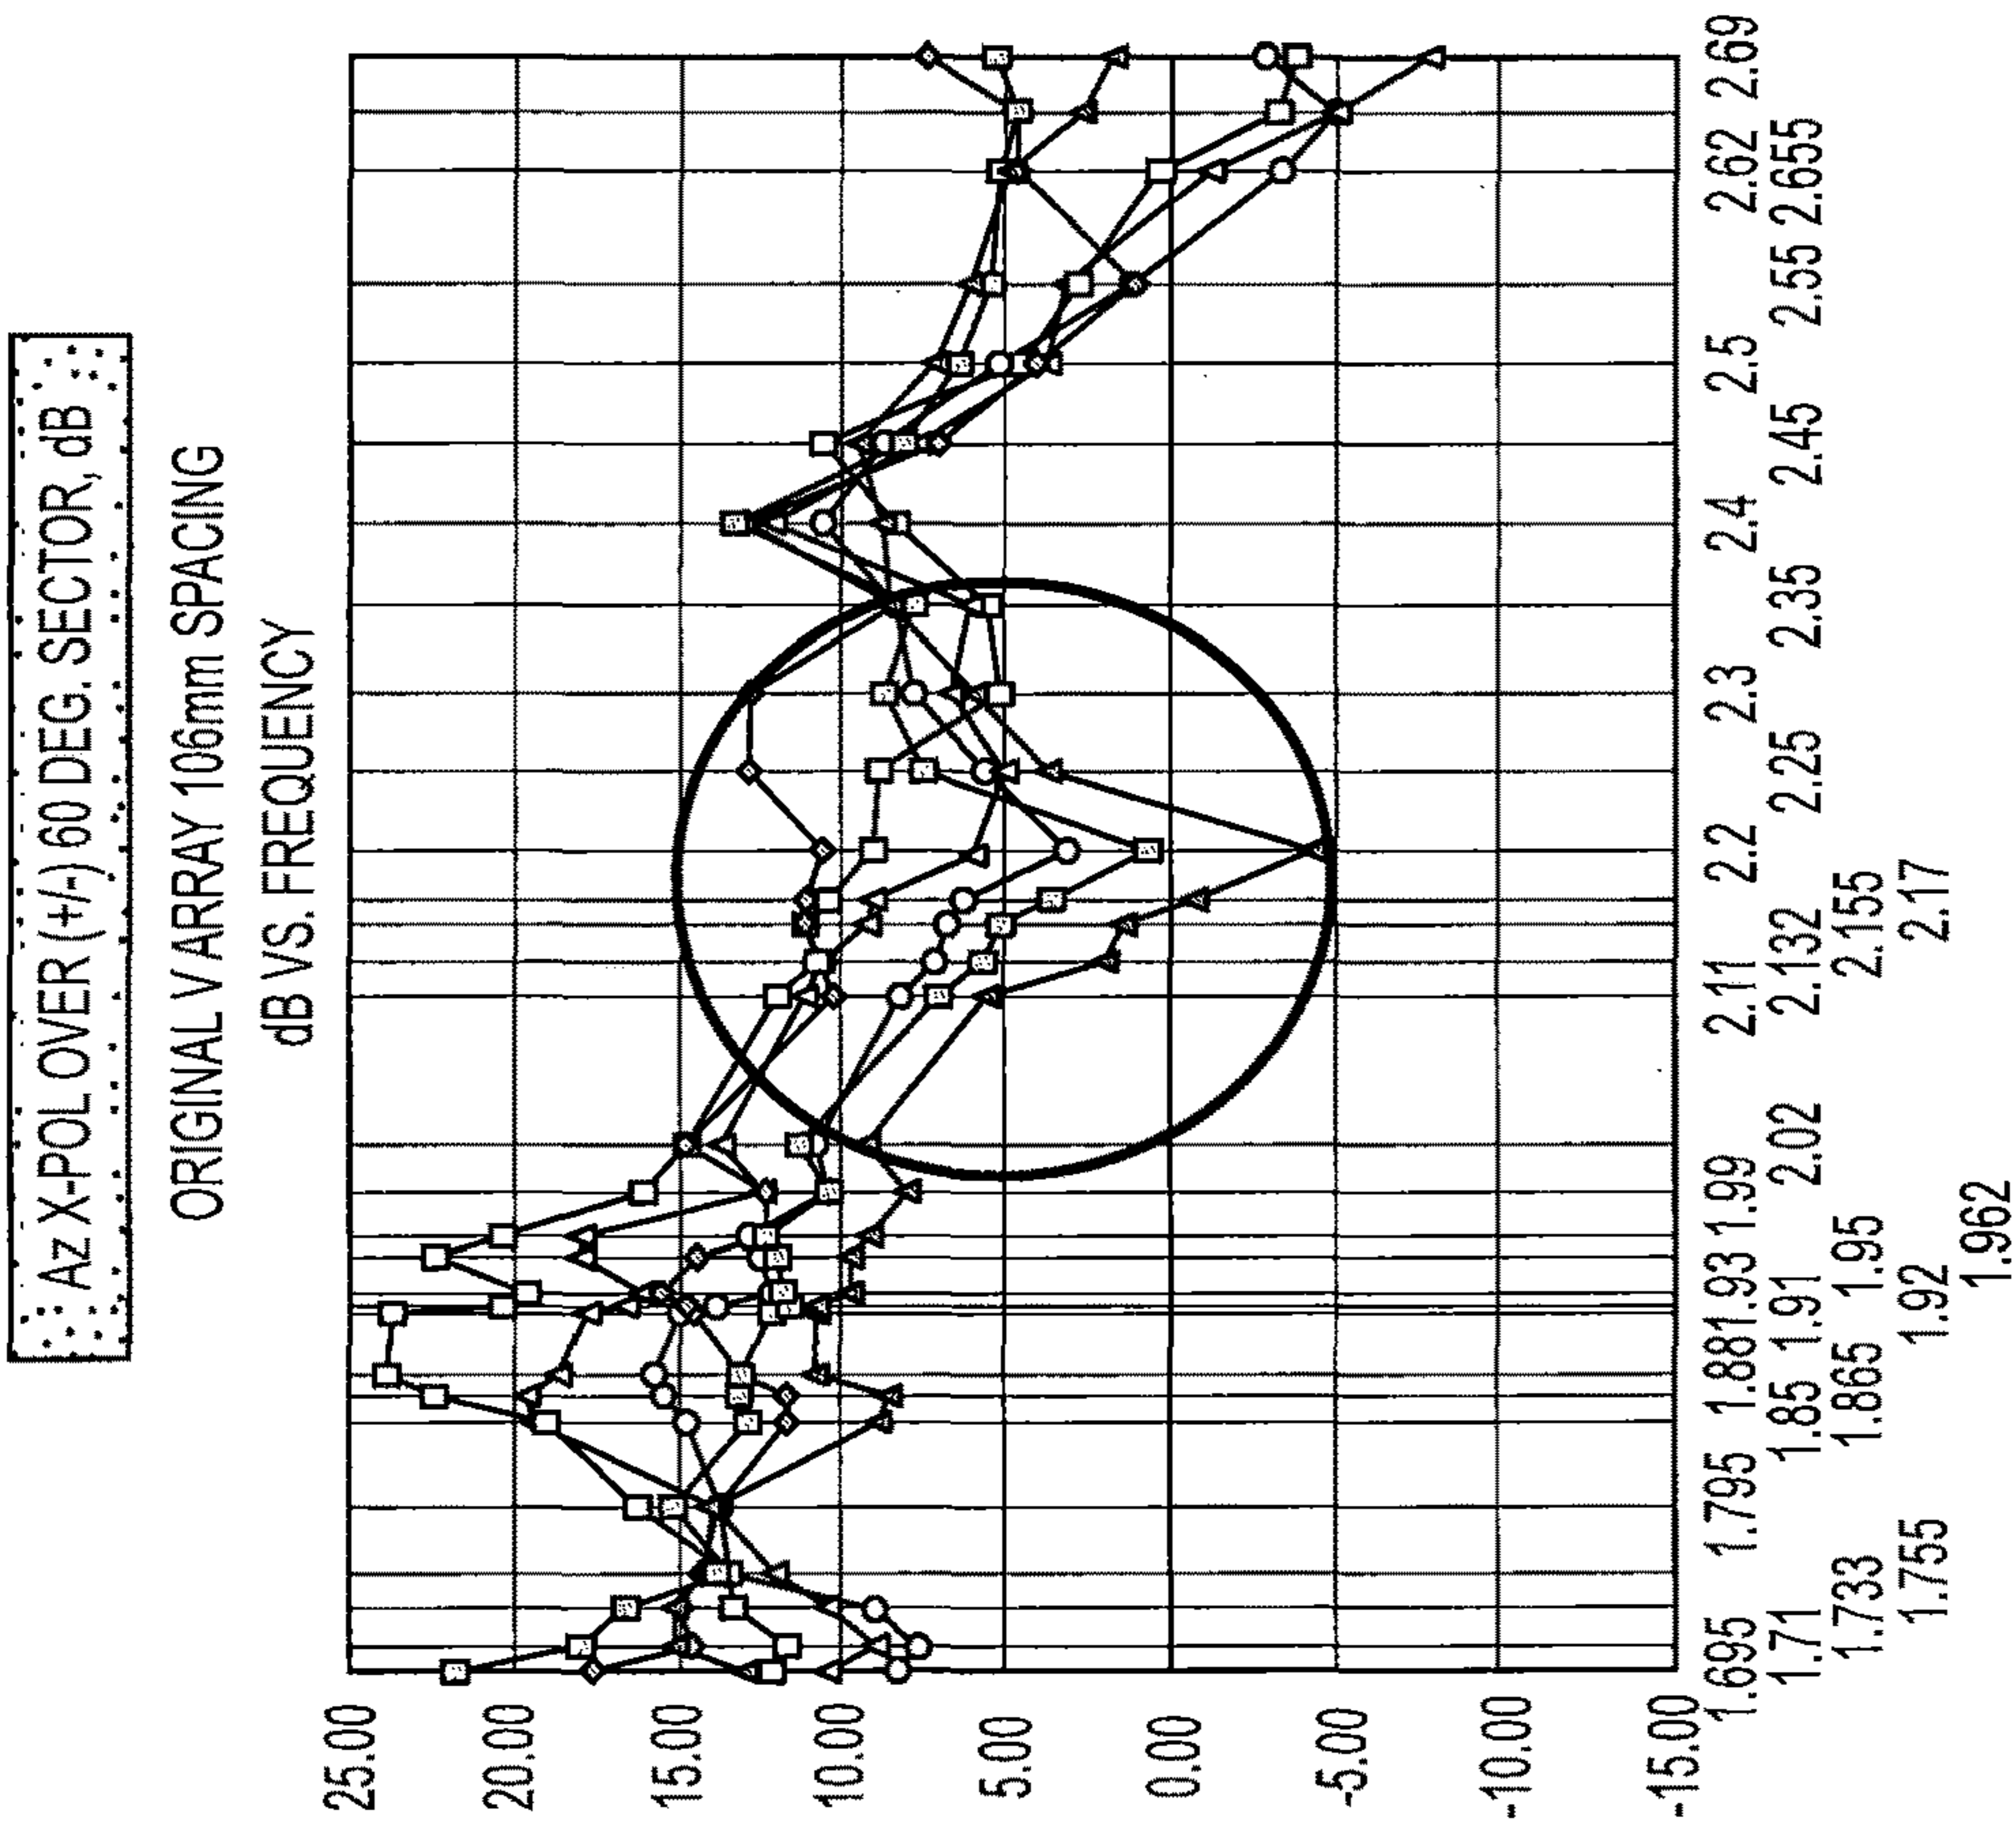 Az X-POL OVER (+/-) 60 DEG. SECTOR, dB
ORIGINAL V ARRAY 106mm SPACING
dB VS. FREQUENCY
25.00
20.00
15.00
10.00
5.00
0.00
-5.00
-10.00
-15.00
1.695 1.795 1.881.93 1.99 2.11 2.2 2.3 2.4 2.5 2.62 2.69
1.71 1.85 1.91 2.02 2.132 2.25 2.35 2.45 2.55 2.655
1.733 1.865 1.95 2.155
1.755 1.92 2.17
1.962